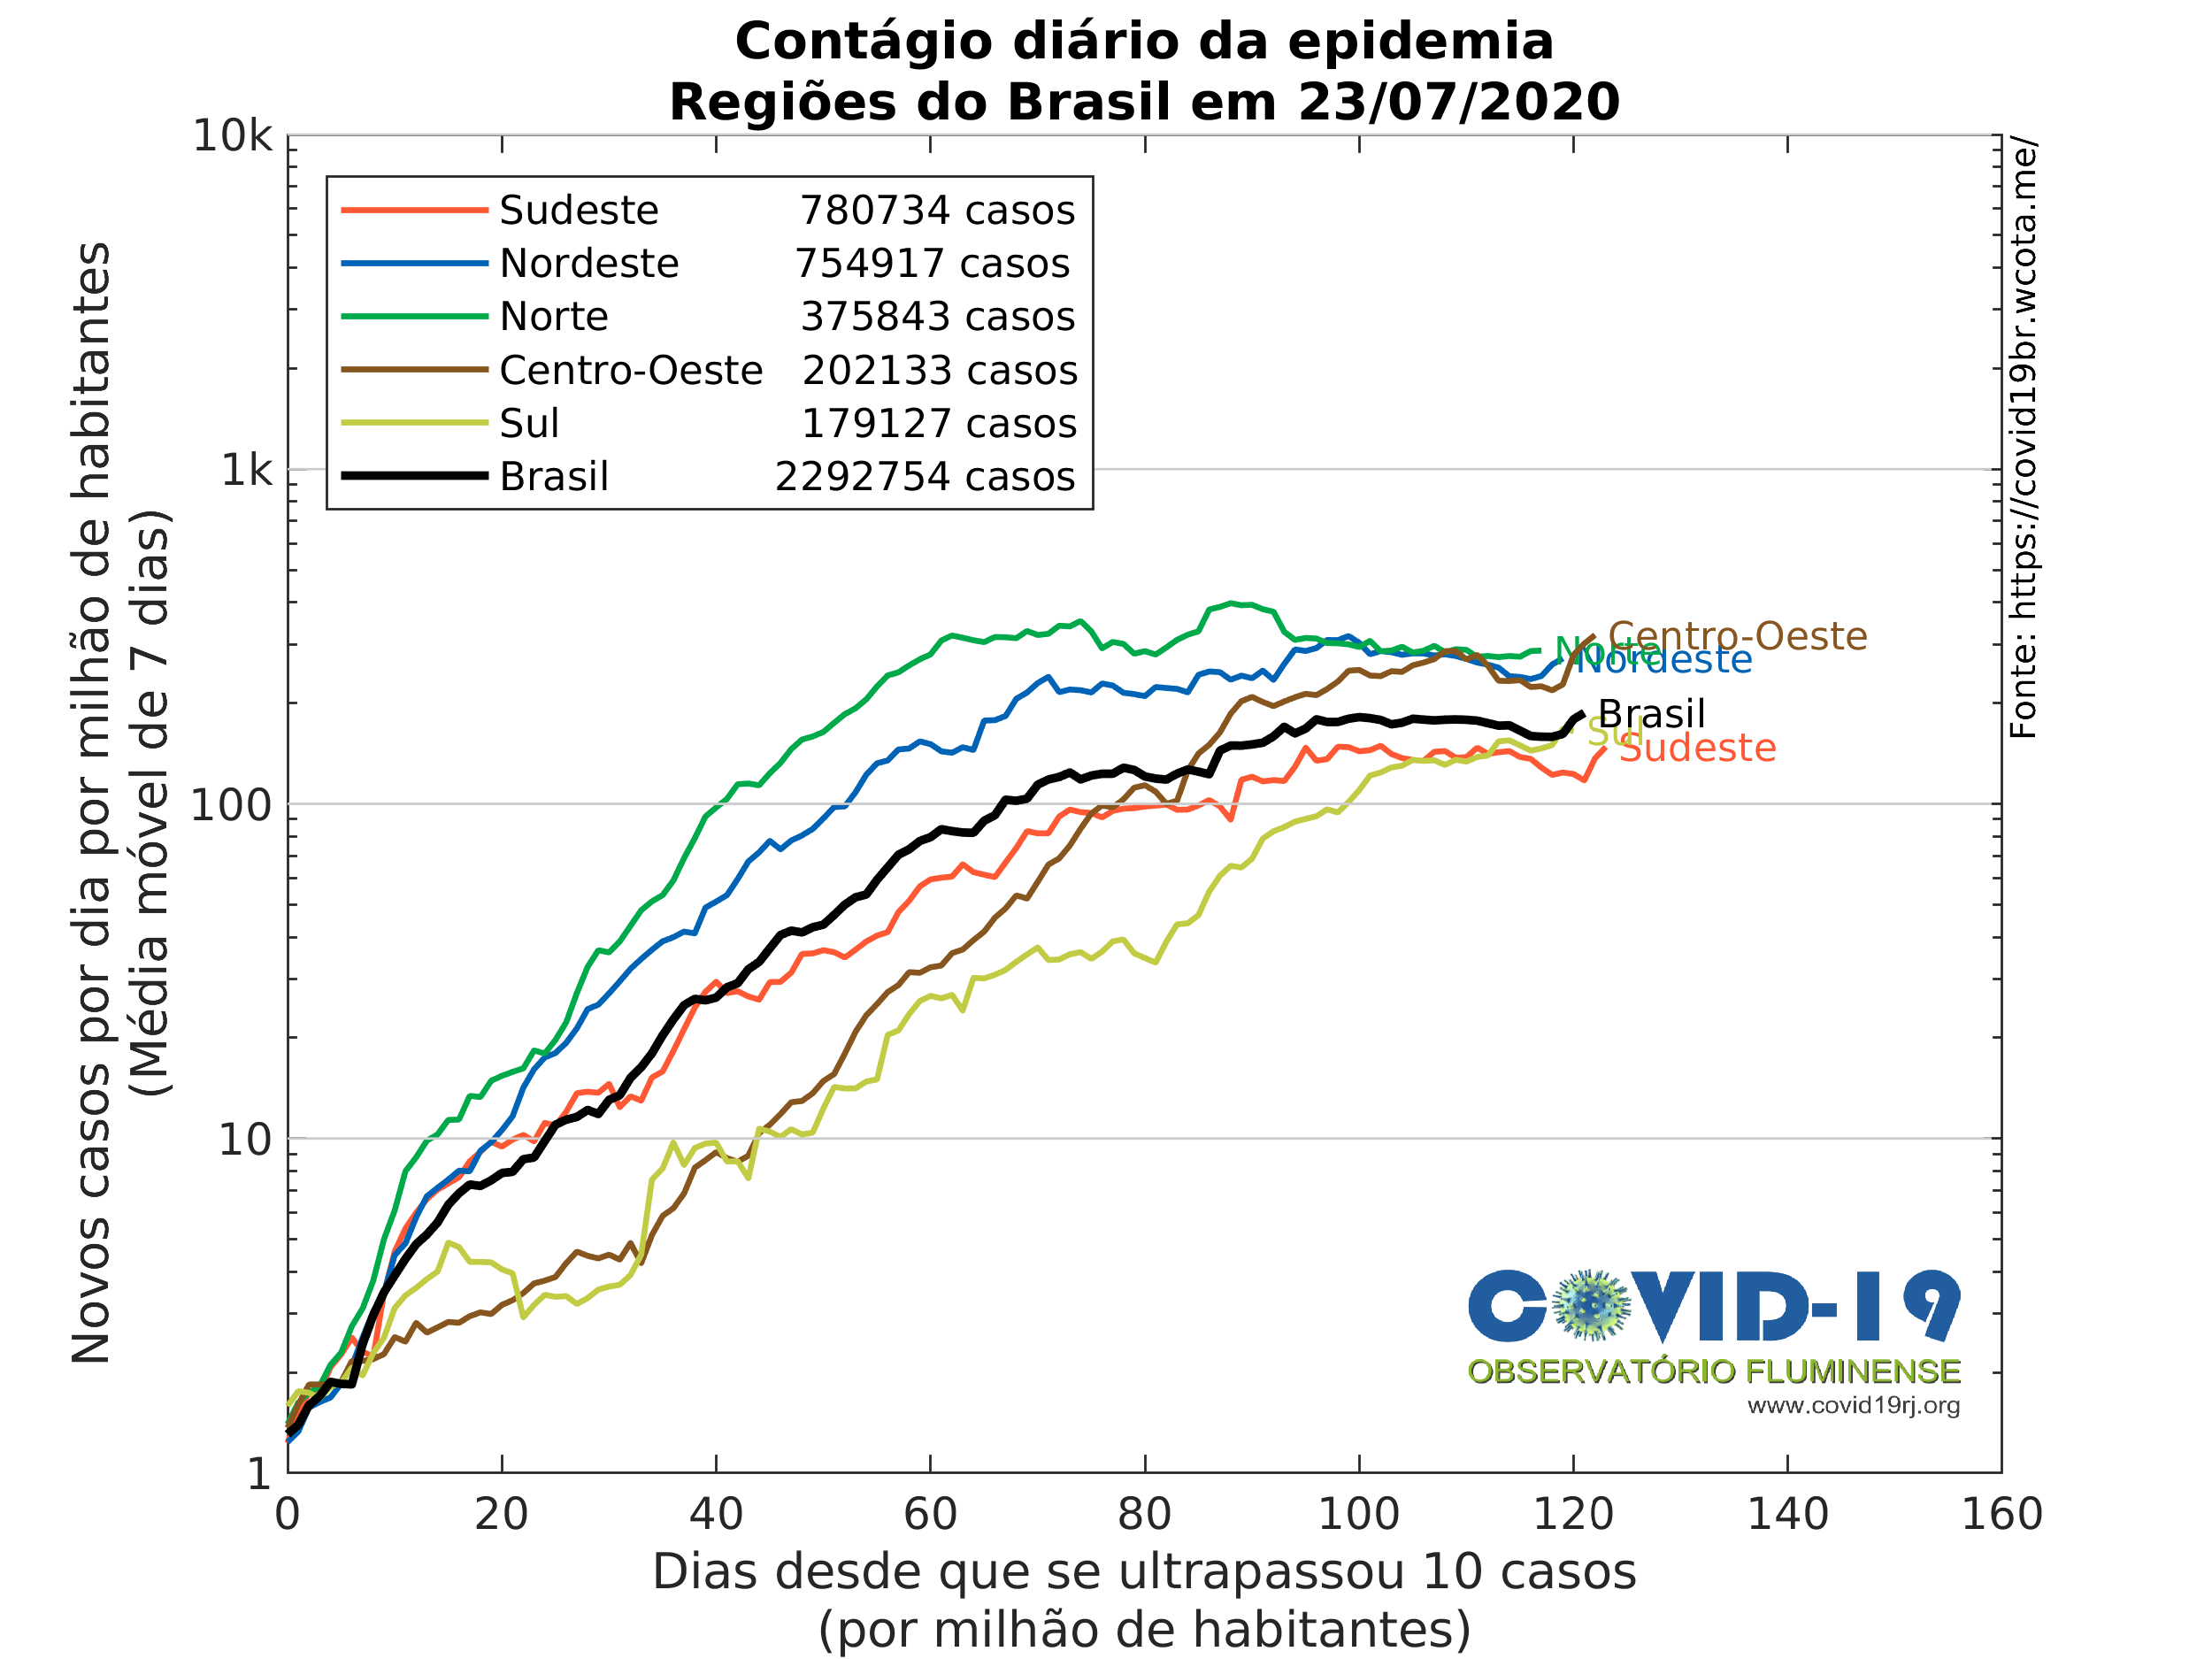 Contágio diário da epidemia
Regiões do Brasil em 23/07/2020
Novos casos por dia por milhão de habitantes
(Média móvel de 7 dias)
10k
1k
100
10
1
Sudeste 780734 casos
Nordeste 754917 casos
Norte 375843 casos
Centro-Oeste 202133 casos
Sul 179127 casos
Brasil 2292754 casos
Centro-Oeste
Norte
Nordeste
Brasil
Sul
Sudeste
Fonte: https://covid19br.wcota.me/
COVID-19
OBSERVATÓRIO FLUMINENSE
www.covid19rj.org
0 20 40 60 80 100 120 140 160
Dias desde que se ultrapassou 10 casos
(por milhão de habitantes)